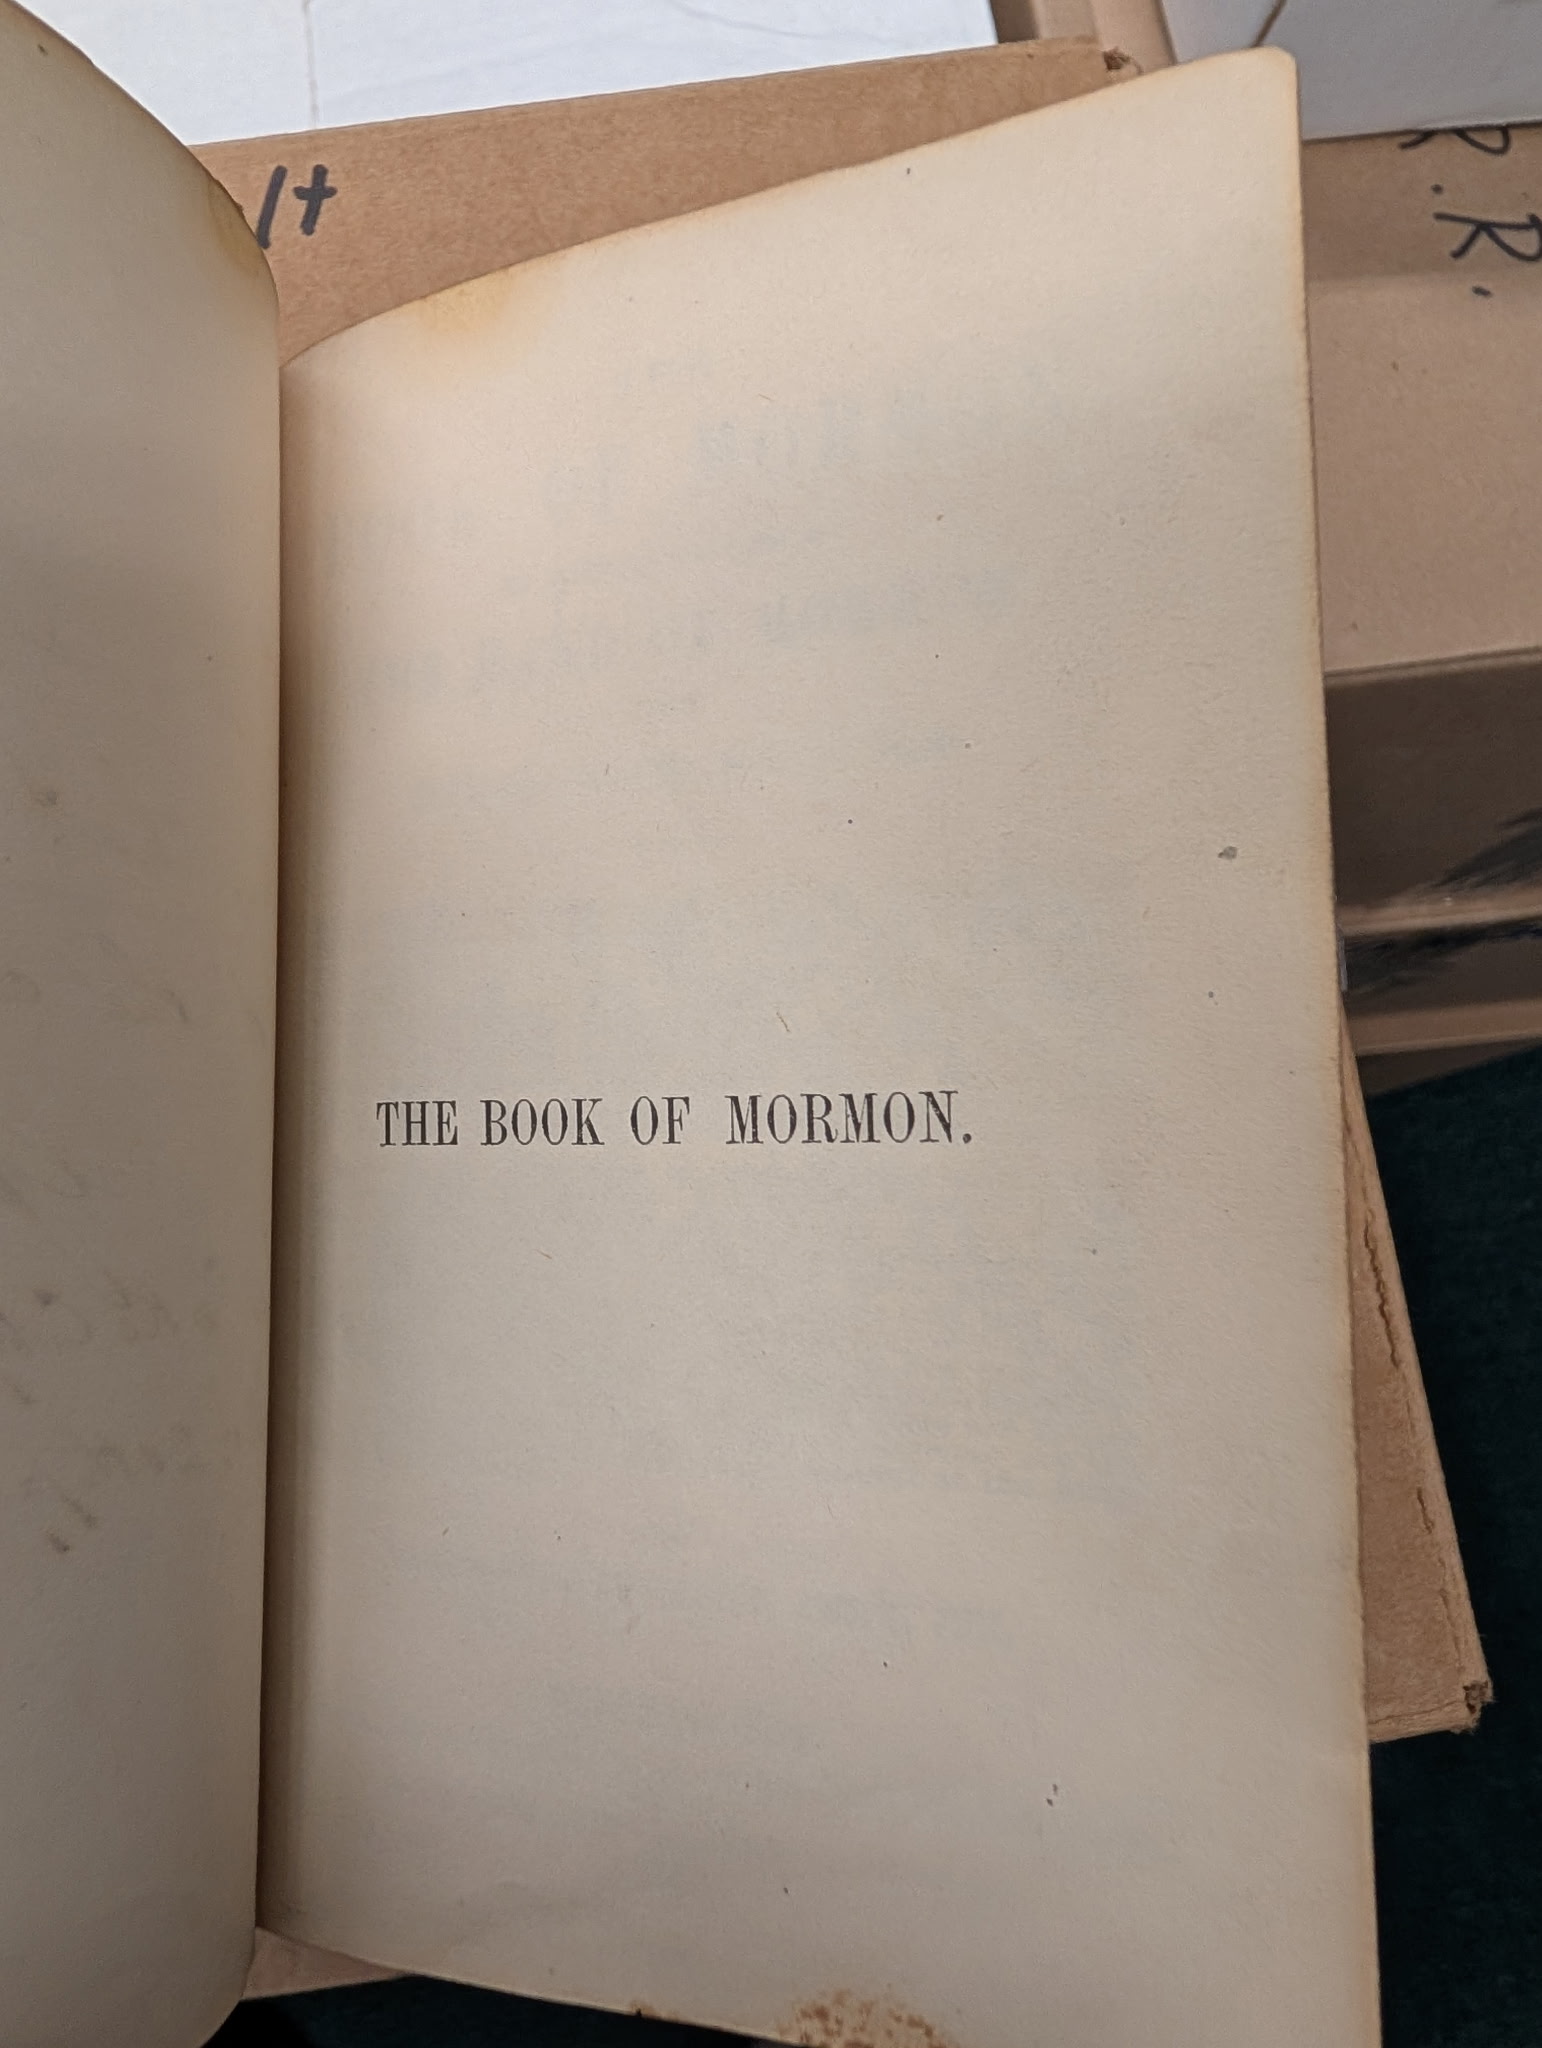 THE BOOK OF MORMON.
R.
R.